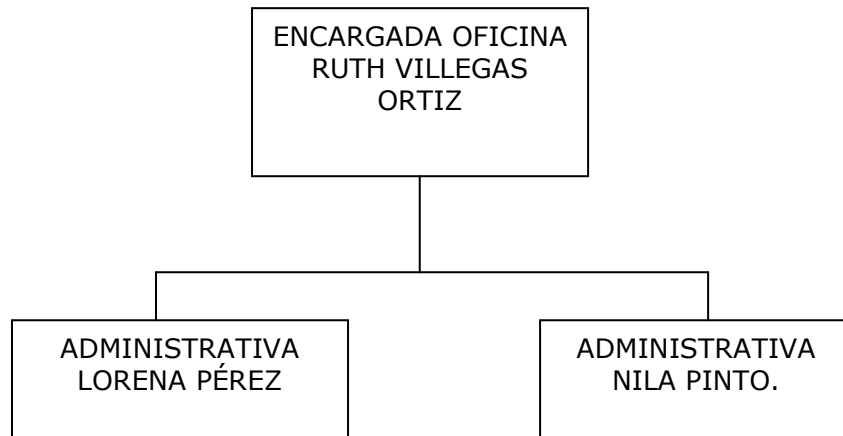 ENCARGADA OFICINA
RUTH VILLEGAS
ORTIZ
ADMINISTRATIVA
LORENA PÉREZ
ADMINISTRATIVA
NILA PINTO.